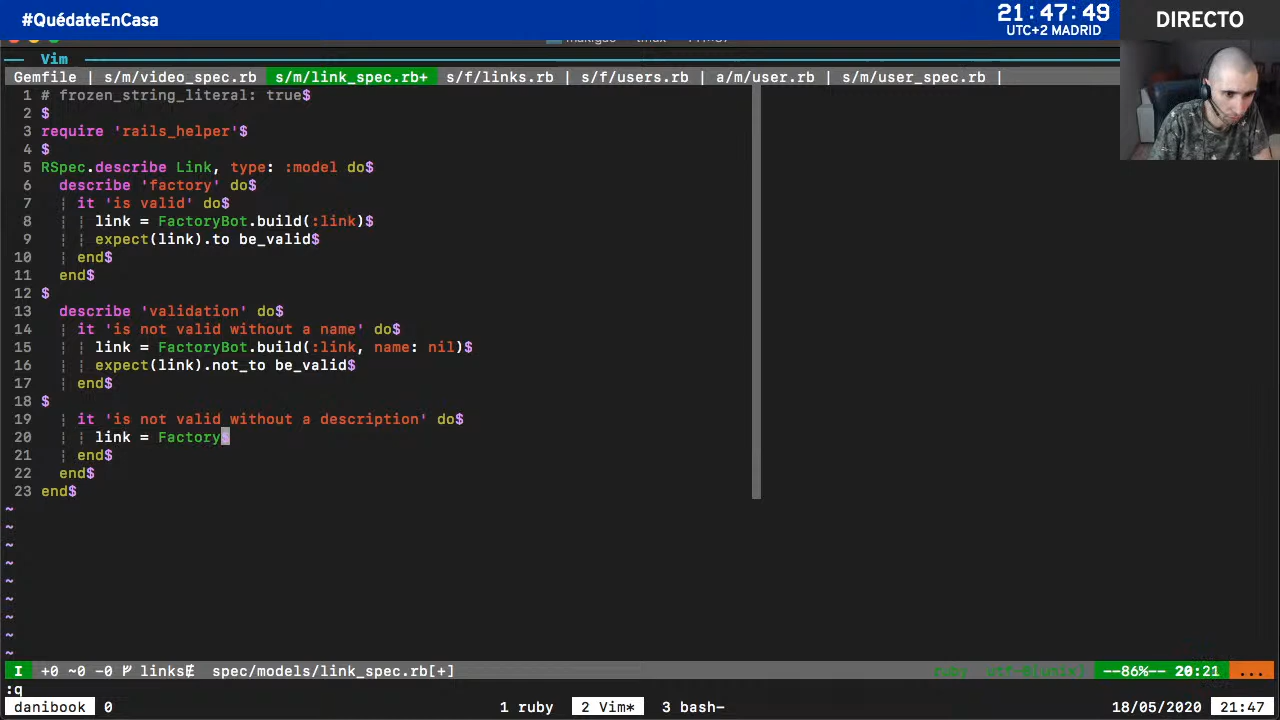 #QuédateEnCasa
21:47:49
UTC+2 MADRID
DIRECTO
Vim
Gemfile | s/m/video_spec.rb s/m/link_spec.rb+ s/f/links.rb | s/f/users.rb | a/m/user.rb | s/m/user_spec.rb |
1 # frozen_string_literal: true$
2 $
3 require 'rails_helper'$
4 $
5 RSpec.describe Link, type: :model do$
6 describe 'factory' do$
7 it 'is valid' do$
8 link = FactoryBot.build(:link)$
9 expect(link).to be_valid$
10 end$
11 end$
12 $
13 describe 'validation' do$
14 it 'is not valid without a name' do$
15 link = FactoryBot.build(:link, name: nil)$
16 expect(link).not_to be_valid$
17 end$
18 $
19 it 'is not valid without a description' do$
20 link = Factory$
21 end$
22 end$
23 end$
~
~
~
~
~
~
~
~
~
I +0 ~0 -0 links spec/models/link_spec.rb[+] ruby utf-8[unix] --86%-- 20:21 ...
:q
danibook 0 1 ruby 2 Vim* 3 bash- 18/05/2020 21:47